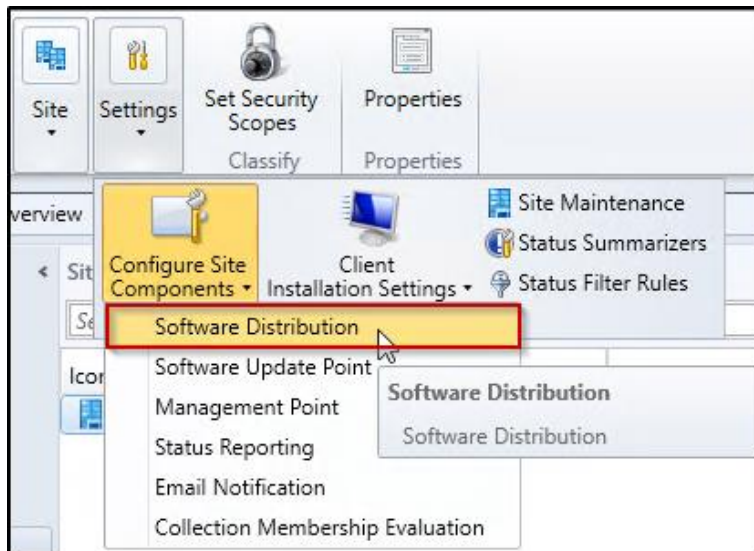 Site
Settings
Set Security
Scopes
Properties
Classify
Properties
verview
Configure Site
Components
Client
Installation Settings
Site Maintenance
Status Summarizers
Status Filter Rules
Sit
Se
Icon
Software Distribution
Software Update Point
Management Point
Status Reporting
Email Notification
Collection Membership Evaluation
Software Distribution
Software Distribution